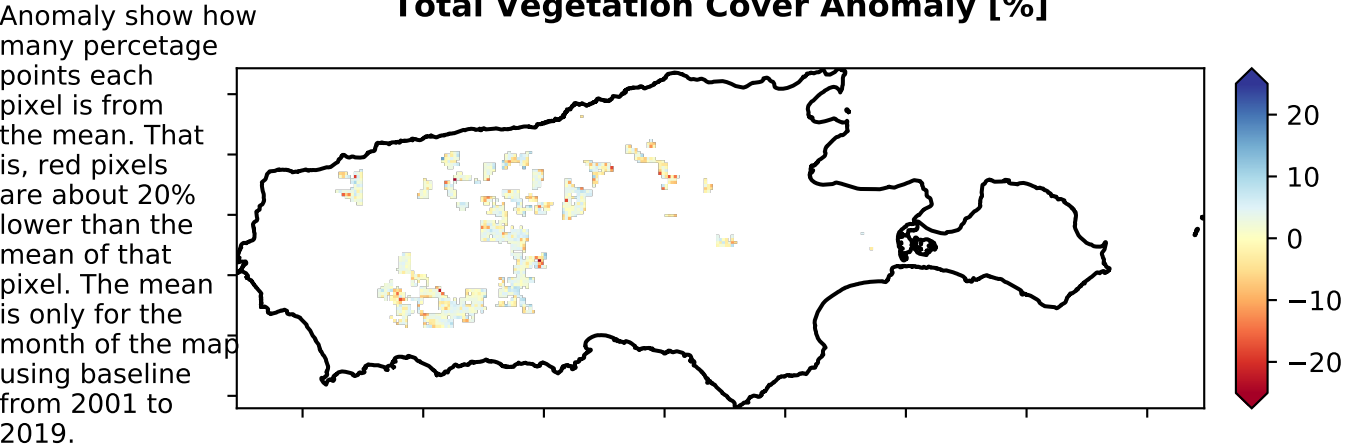 Total Vegetation Cover Anomaly [%]
Anomaly show how
many percetage
points each
pixel is from
the mean. That
is, red pixels
are about 20%
lower than the
mean of that
pixel. The mean
is only for the
month of the map
using baseline
from 2001 to
2019.
20
10
0
−10
−20